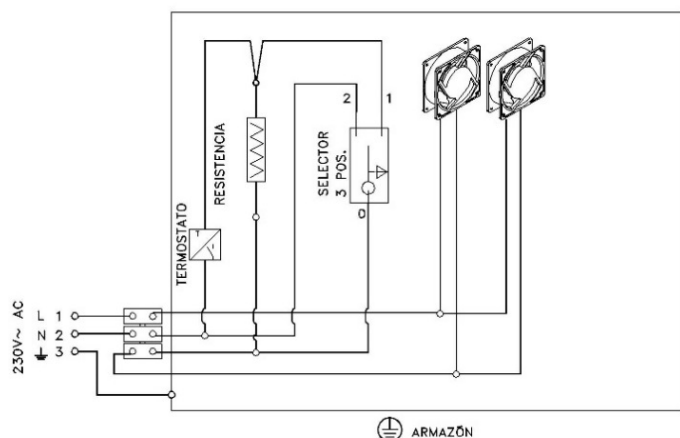 2
1
RESISTENCIA
SELECTOR
3 POS.
0
TERMOSTATO
230V~ AC
L 1
N 2
3
ARMAZÓN